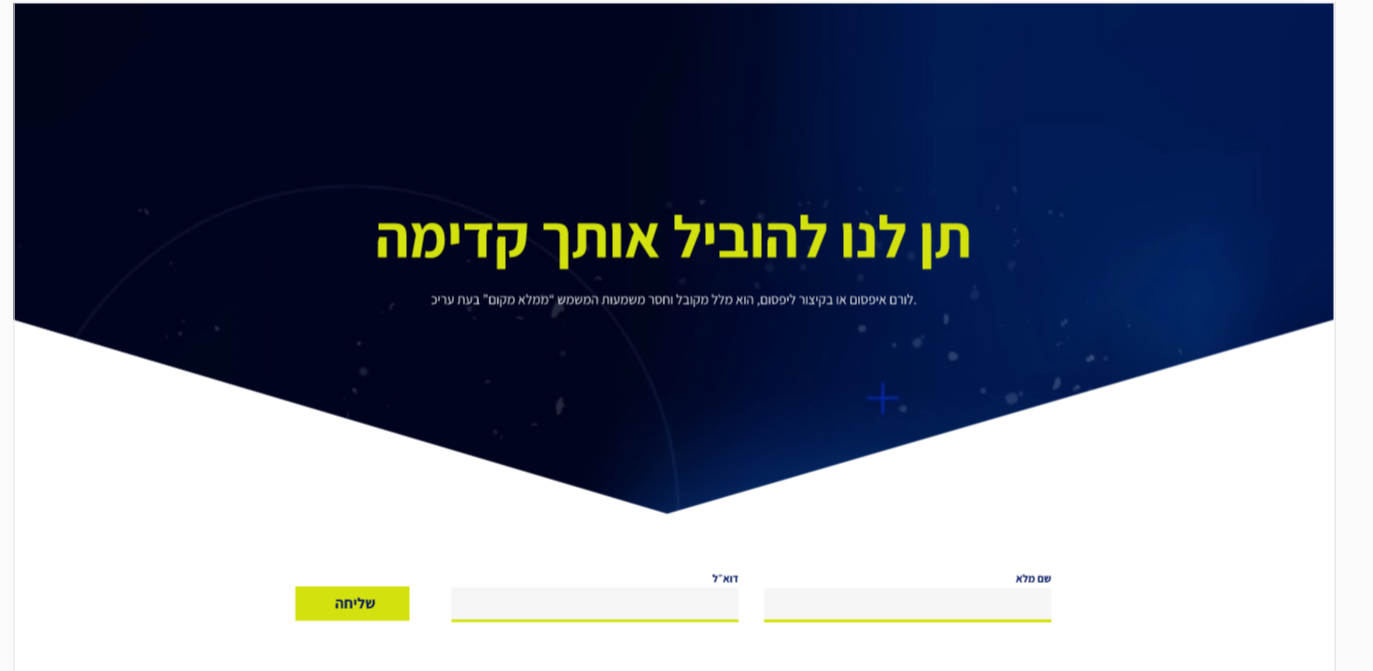 תן לנו להוביל אותך קדימה
.לורם איפסום או בקיצור ליפסום, הוא מלל מקובל וחסר משמעות המשמש "ממלא מקום" בעת עריכ
שם מלא
דוא"ל
שליחה